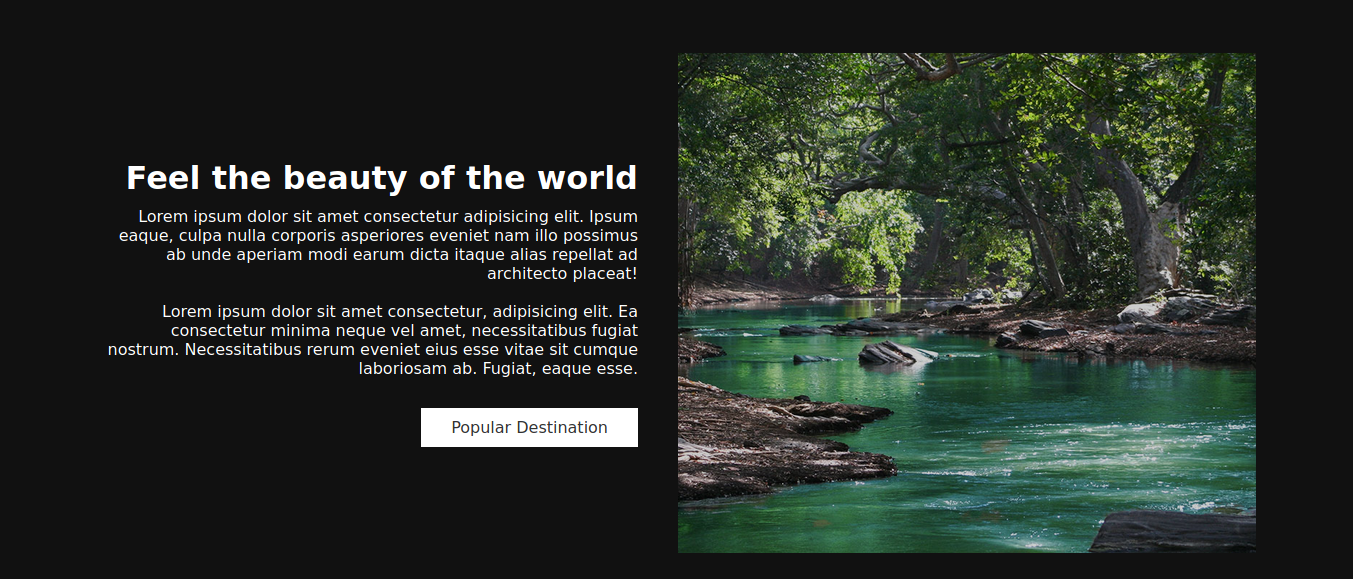 Feel the beauty of the world
Lorem ipsum dolor sit amet consectetur adipisicing elit. Ipsum
eaque, culpa nulla corporis asperiores eveniet nam illo possimus
ab unde aperiam modi earum dicta itaque alias repellat ad
architecto placeat!
Lorem ipsum dolor sit amet consectetur, adipisicing elit. Ea
consectetur minima neque vel amet, necessitatibus fugiat
nostrum. Necessitatibus rerum eveniet eius esse vitae sit cumque
laboriosam ab. Fugiat, eaque esse.
Popular Destination